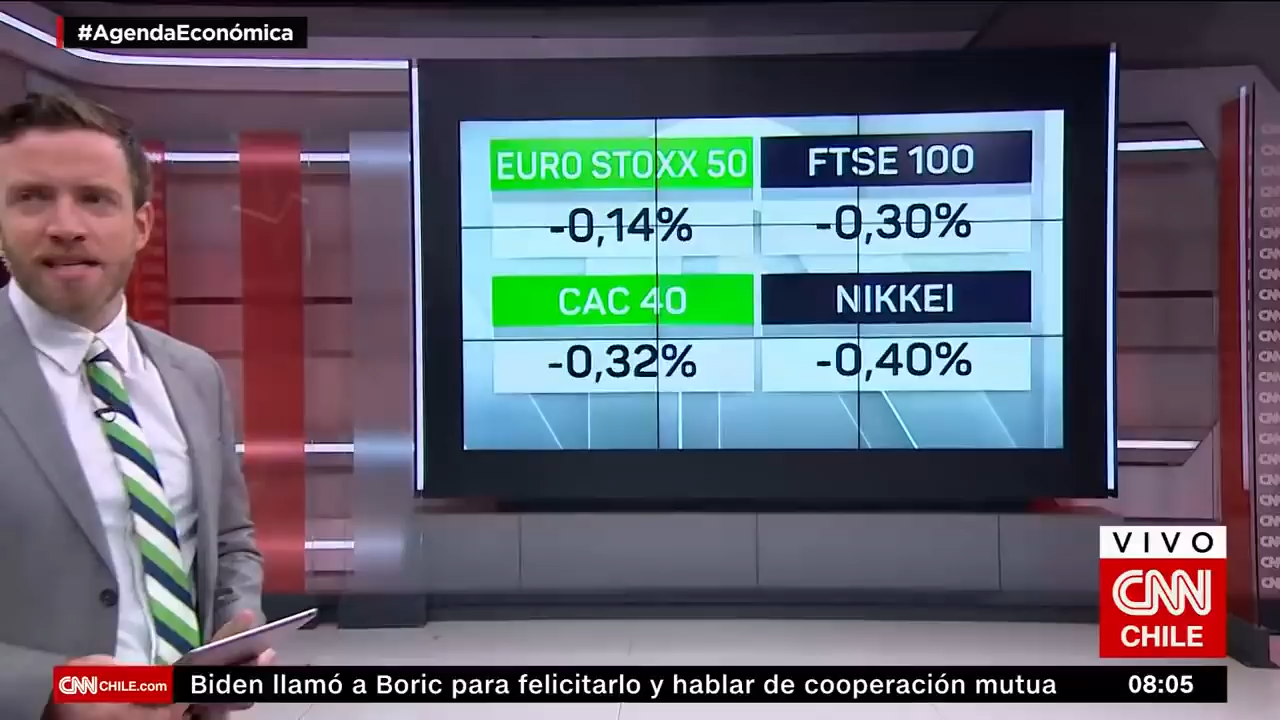 #AgendaEconómica
EURO STOXX 50
-0,14%
FTSE 100
-0,30%
CAC 40
-0,32%
NIKKEI
-0,40%
VIVO
CNN
CHILE
CNNCHILE.com
Biden llamó a Boric para felicitarlo y hablar de cooperación mutua
08:05